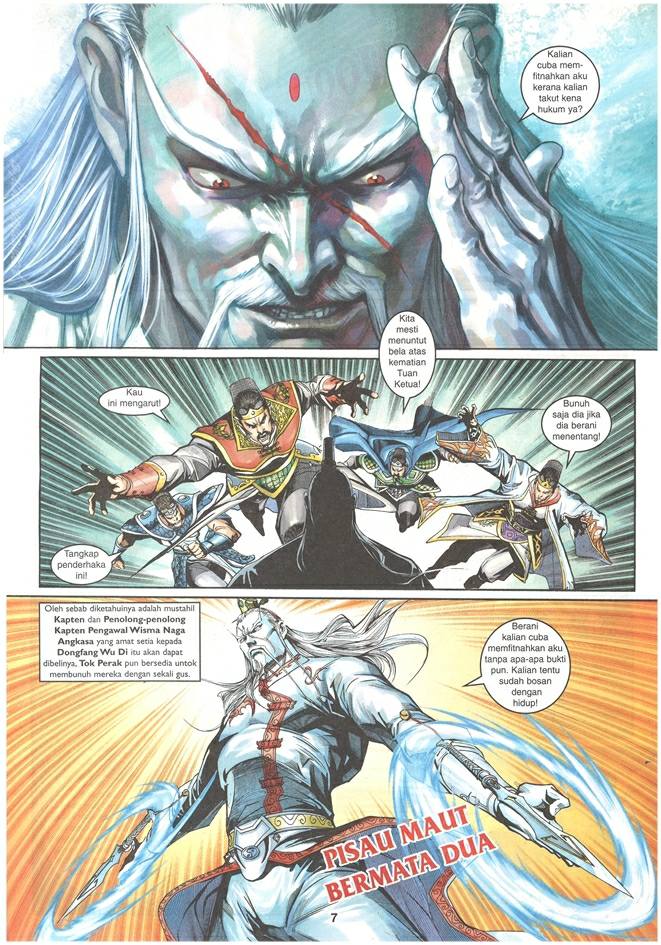 Kalian
cuba mem-
fitnahkan aku
kerana kalian
takut kena
hukum ya?
Kita
mesti
menuntut
bela atas
kematian
Tuan
Ketua!
Kau
ini mengarut!
Bunuh
saja dia jika
dia berani
menentang!
Tangkap
penderhaka
ini!
Oleh sebab diketahuinya adalah mustahil
Kapten dan Penolong-penolong
Kapten Pengawal Wisma Naga
Angkasa yang amat setia kepada
Dongfang Wu Di itu akan dapat
dibelinya, Tok Perak pun bersedia untuk
membunuh mereka dengan sekali gus.
Berani
kalian cuba
memfitnahkan aku
tanpa apa-apa bukti
pun. Kalian tentu
sudah bosan
dengan
hidup!
PISAU MAUT
BERMATA DUA
7